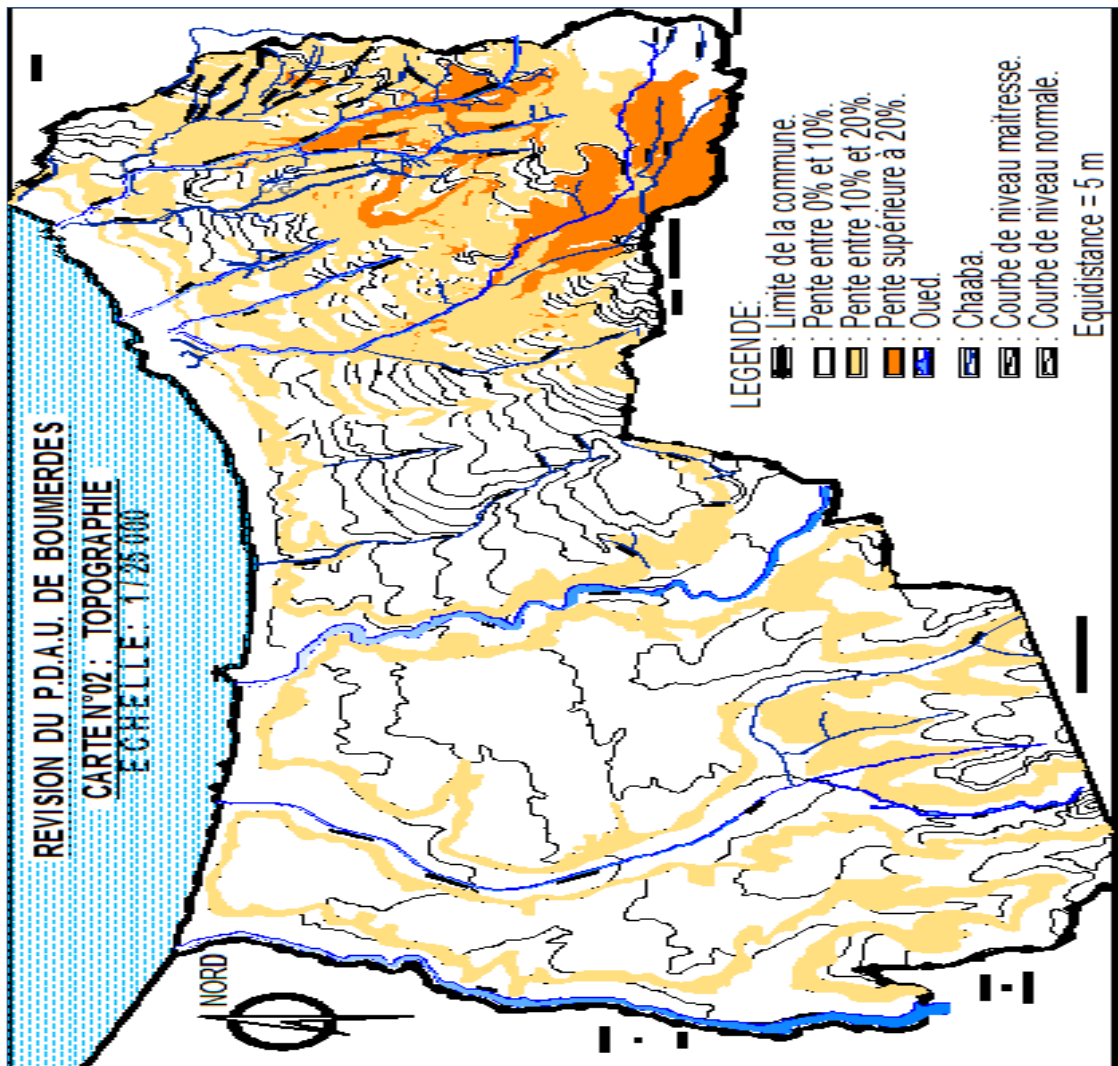 REVISION DU P.D.A.U. DE BOUMERDES
CARTE N°02 : TOPOGRAPHIE
ECHELLE : 1 / 25 000
NORD
LEGENDE:
: Limite de la commune.
: Pente entre 0% et 10%.
: Pente entre 10% et 20%.
: Pente supérieure à 20%.
: Oued.
: Chaaba.
: Courbe de niveau maitresse.
: Courbe de niveau normale.
Equidistance = 5 m